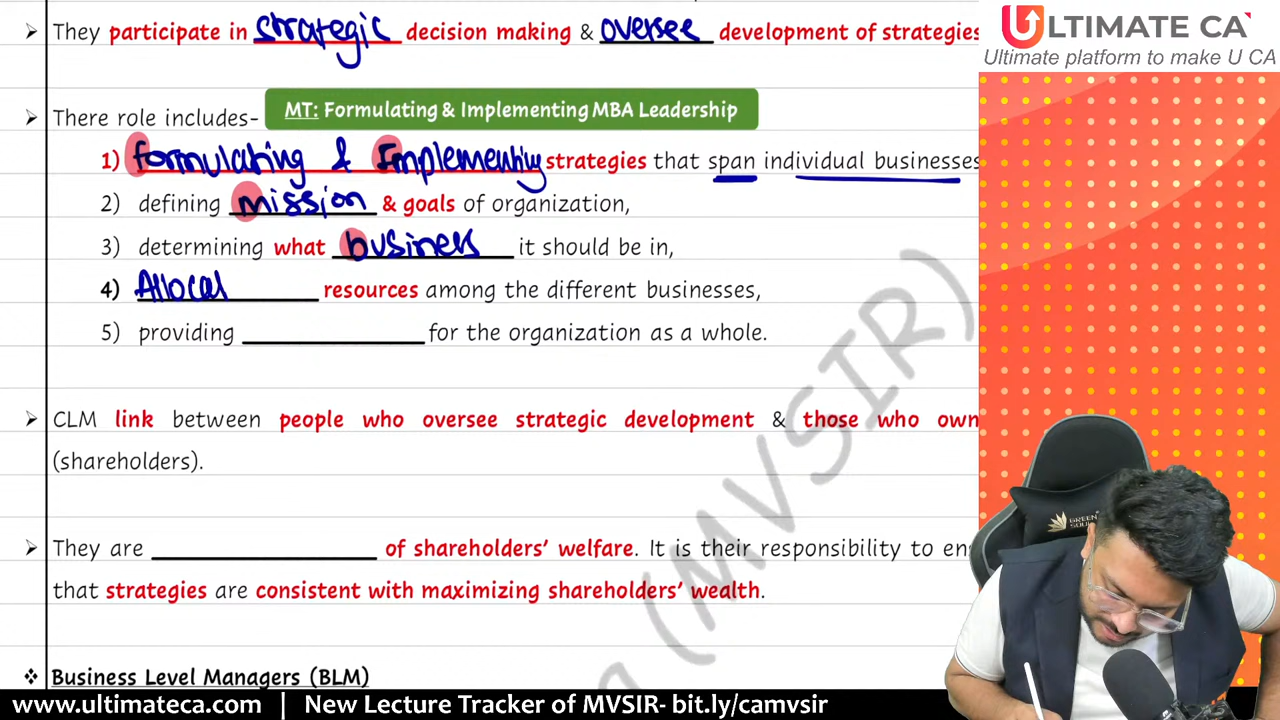 ➢ They participate in strategic decision making & oversee development of strategies
➢ There role includes- MT: Formulating & Implementing MBA Leadership
1) formulating & Implementing strategies that span individual businesses
2) defining mission & goals of organization,
3) determining what business it should be in,
4) Allocat resources among the different businesses,
5) providing ____________ for the organization as a whole.
➢ CLM link between people who oversee strategic development & those who own
(shareholders).
➢ They are ____________ of shareholders' welfare. It is their responsibility to en
that strategies are consistent with maximizing shareholders' wealth.
❖ Business Level Managers (BLM)
(MVSIR)
ULTIMATE CA
Ultimate platform to make U CA
GREEN SOUL
www.ultimateca.com | New Lecture Tracker of MVSIR- bit.ly/camvsir